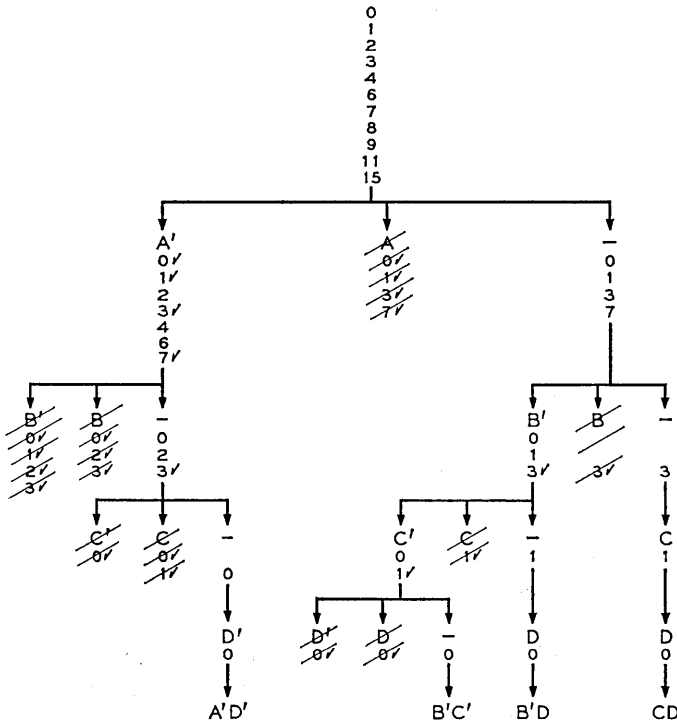 0
1
2
3
4
6
7
8
9
11
15
A' A –
0✓ 0✓ 0
1✓ 1✓ 1
2 3✓ 3
3✓ 7✓ 7
4
6
7✓
B' B – B' B –
0✓ 0✓ 0 0
1✓ 2✓ 2 1
2✓ 3✓ 3✓ 3✓ 3✓ 3
3✓
C' C – C' C – C
0✓ 0✓ 0 1✓ 1 1
1✓ 0 1✓
D' D' D – D D
0 0✓ 0✓ 0 0 0
A'D' B'C' B'D CD